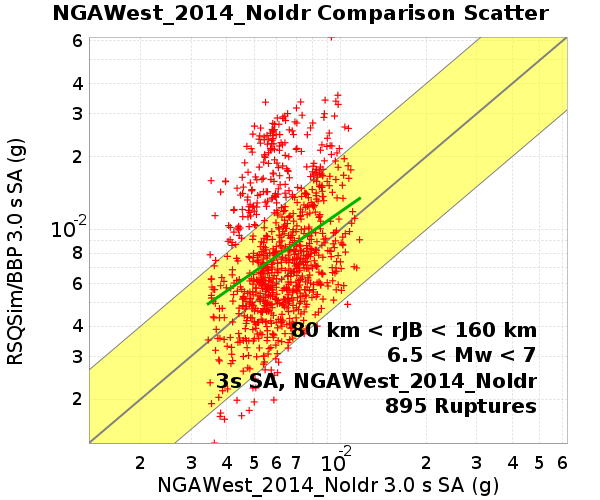 NGAWest_2014_NoIdr Comparison Scatter
RSQSim/BBP 3.0 s SA (g)
6
4
3
2
10^-2
8
6
4
3
2
80 km < rJB < 160 km
6.5 < Mw < 7
3s SA, NGAWest_2014_NoIdr
895 Ruptures
2 3 4 5 6 7 10^-2 2 3 4 5 6
NGAWest_2014_NoIdr 3.0 s SA (g)